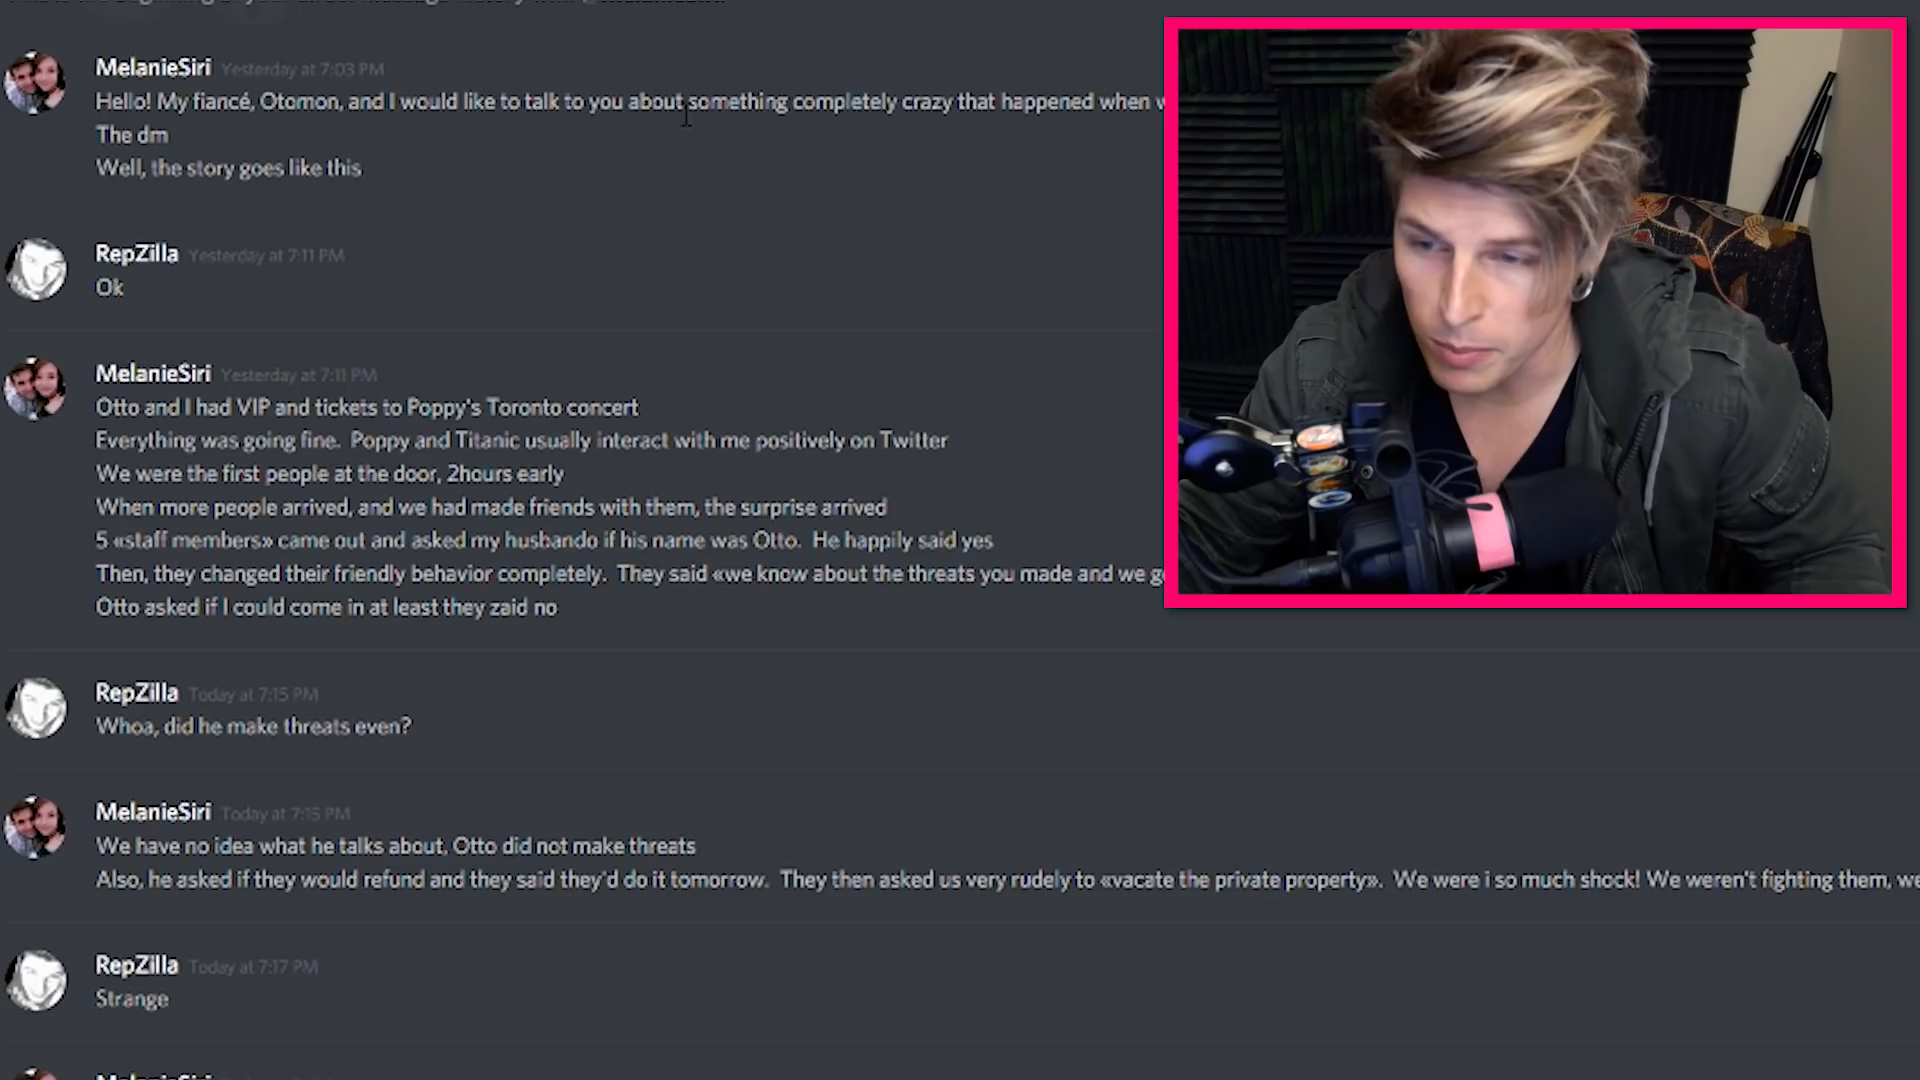 MelanieSiri Yesterday at 7:03 PM
Hello! My fiancé, Otomon, and I would like to talk to you about something completely crazy that happened when
The dm
Well, the story goes like this
RepZilla Yesterday at 7:11 PM
Ok
MelanieSiri Yesterday at 7:11 PM
Otto and I had VIP and tickets to Poppy's Toronto concert
Everything was going fine. Poppy and Titanic usually interact with me positively on Twitter
We were the first people at the door, 2hours early
When more people arrived, and we had made friends with them, the surprise arrived
5 «staff members» came out and asked my husbando if his name was Otto. He happily said yes
Then, they changed their friendly behavior completely. They said «we know about the threats you made and we
Otto asked if I could come in at least they zaid no
RepZilla Today at 7:15 PM
Whoa, did he make threats even?
MelanieSiri Today at 7:15 PM
We have no idea what he talks about, Otto did not make threats
Also, he asked if they would refund and they said they'd do it tomorrow. They then asked us very rudely to «vacate the private property». We were i so much shock! We weren't fighting them, we
RepZilla Today at 7:17 PM
Strange
MelanieSiri